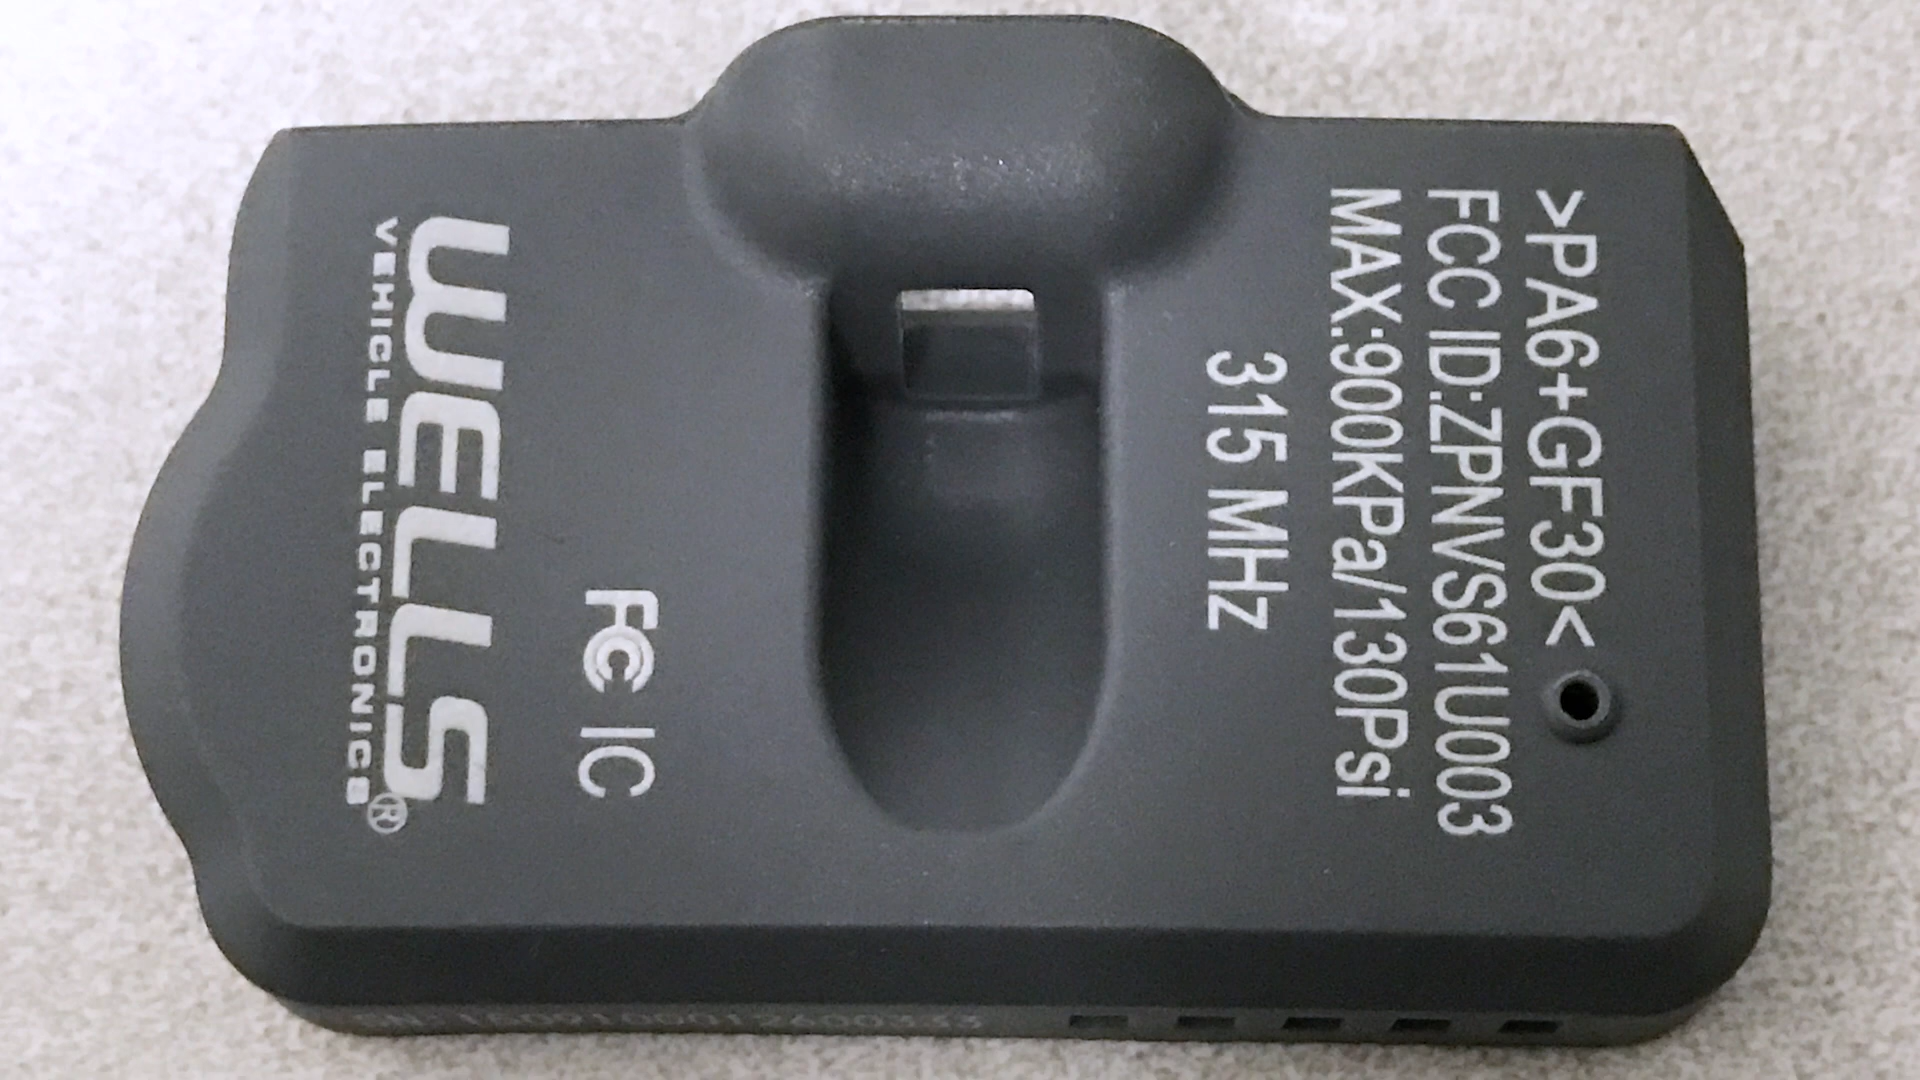 >PA6+GF30<
FCC ID:ZPNVS61U003
MAX:900KPa/130Psi
315 MHz
FC IC
WELLS®
VEHICLE ELECTRONICS